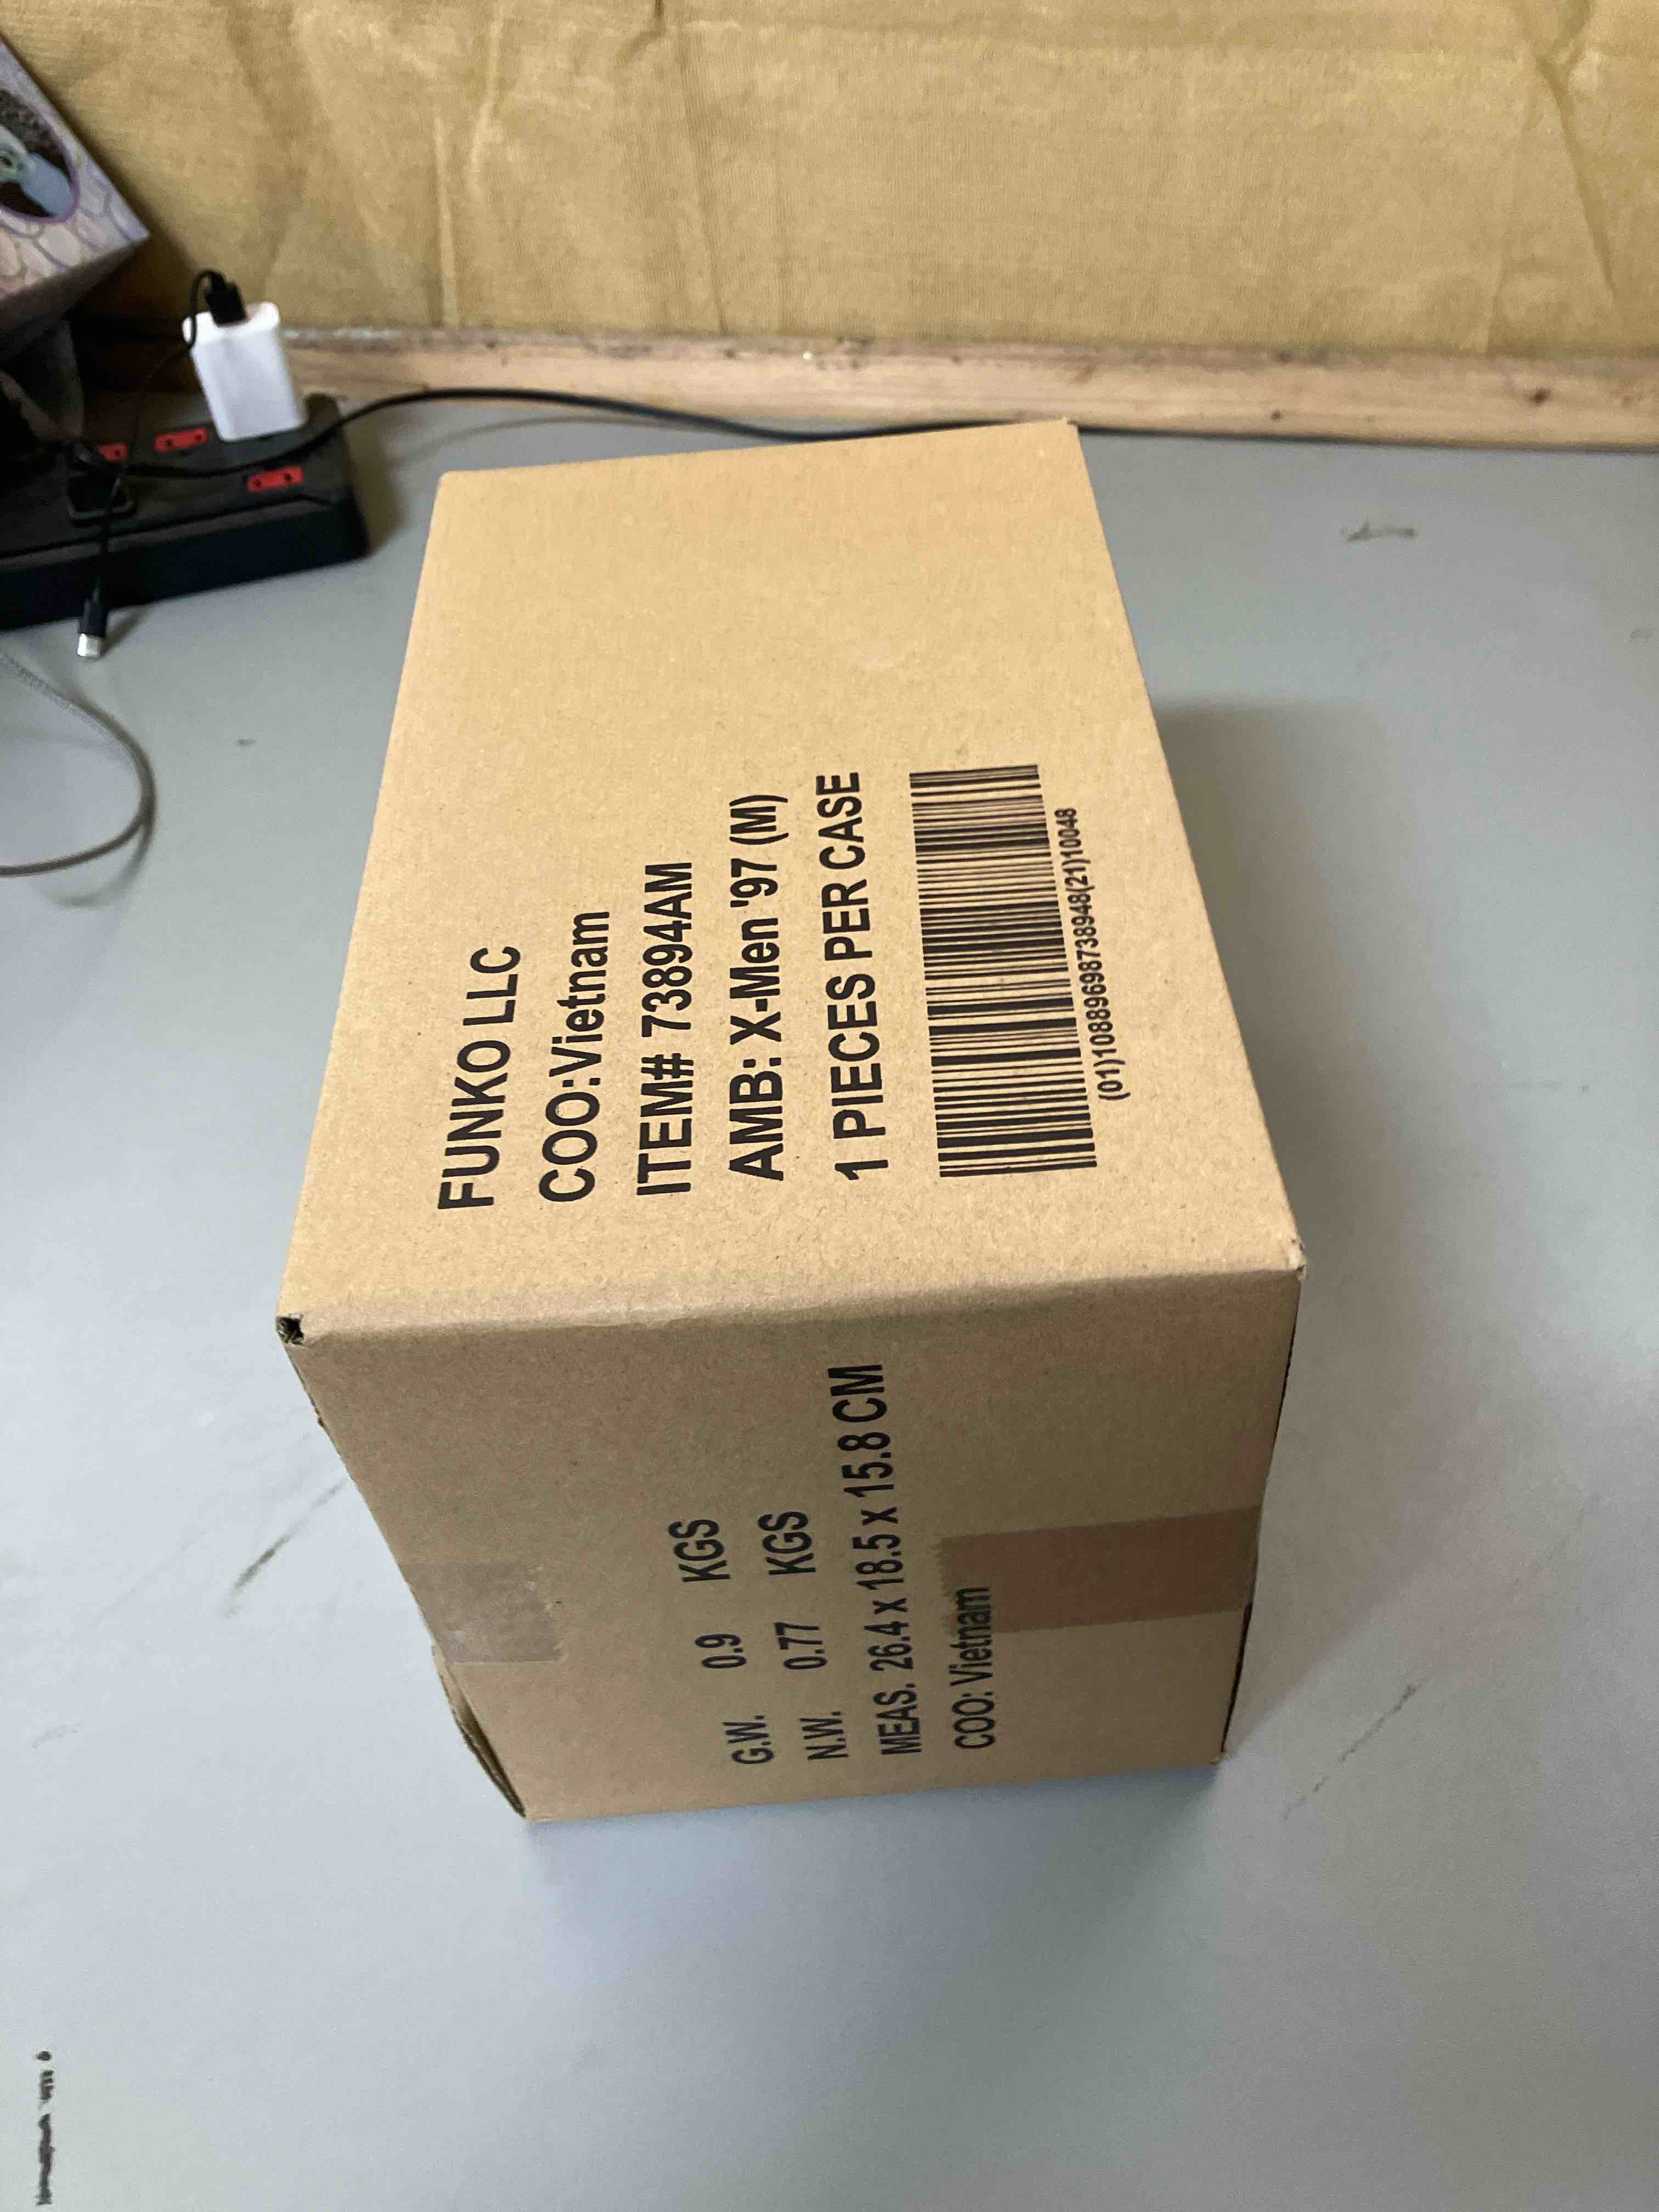 FUNKO LLC
COO:Vietnam
ITEM# 73894AM
AMB: X-Men '97 (M)
1 PIECES PER CASE
(01)10889698738948(21)10048
G.W. 0.9 KGS
N.W. 0.77 KGS
MEAS. 26.4 x 18.5 x 15.8 CM
COO: Vietnam